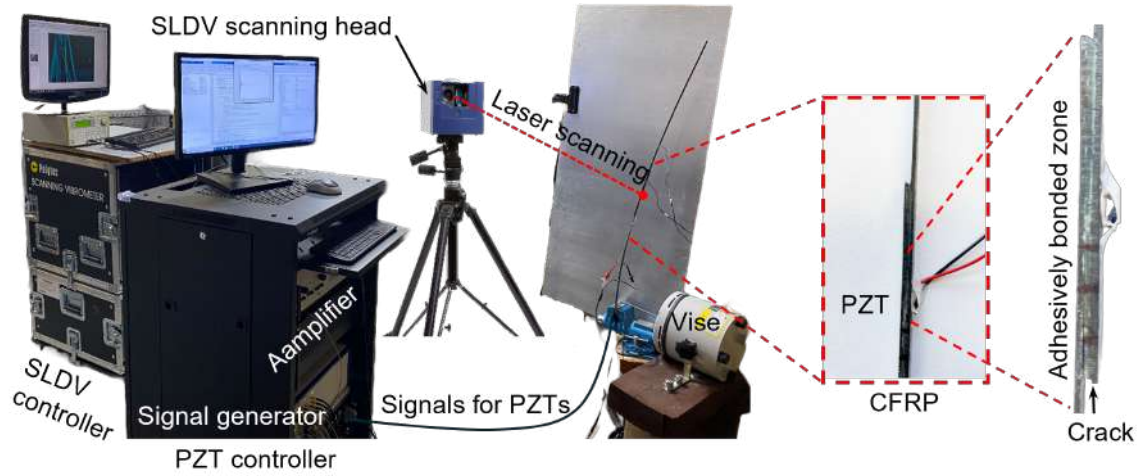 SLDV scanning head
Laser scanning
Polytec
SCANNING VIBROMETER
Aamplifier
SLDV
controller
Signal generator
PZT controller
Signals for PZTs
Vise
PZT
CFRP
Adhesively bonded zone
Crack